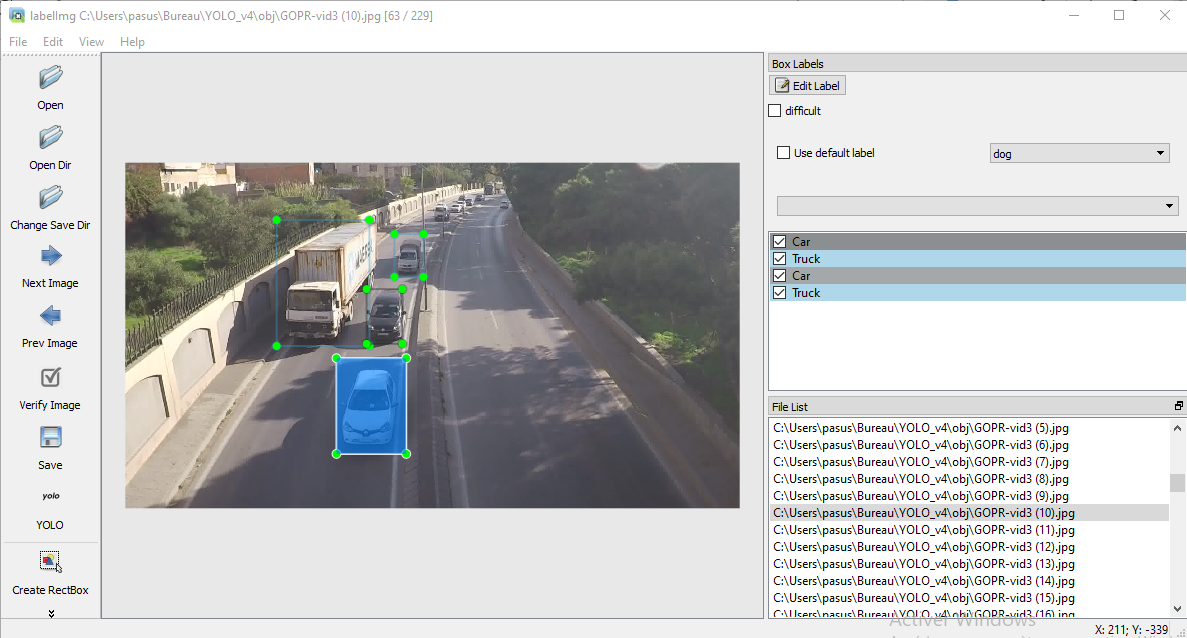 labelImg C:\Users\pasus\Bureau\YOLO_v4\obj\GOPR-vid3 (10).jpg [63 / 229]
File Edit View Help
Open
Open Dir
Change Save Dir
Next Image
Prev Image
Verify Image
Save
yolo
YOLO
Create RectBox
Box Labels
Edit Label
difficult
Use default label
dog
Car
Truck
Car
Truck
File List
C:\Users\pasus\Bureau\YOLO_v4\obj\GOPR-vid3 (5).jpg
C:\Users\pasus\Bureau\YOLO_v4\obj\GOPR-vid3 (6).jpg
C:\Users\pasus\Bureau\YOLO_v4\obj\GOPR-vid3 (7).jpg
C:\Users\pasus\Bureau\YOLO_v4\obj\GOPR-vid3 (8).jpg
C:\Users\pasus\Bureau\YOLO_v4\obj\GOPR-vid3 (9).jpg
C:\Users\pasus\Bureau\YOLO_v4\obj\GOPR-vid3 (10).jpg
C:\Users\pasus\Bureau\YOLO_v4\obj\GOPR-vid3 (11).jpg
C:\Users\pasus\Bureau\YOLO_v4\obj\GOPR-vid3 (12).jpg
C:\Users\pasus\Bureau\YOLO_v4\obj\GOPR-vid3 (13).jpg
C:\Users\pasus\Bureau\YOLO_v4\obj\GOPR-vid3 (14).jpg
C:\Users\pasus\Bureau\YOLO_v4\obj\GOPR-vid3 (15).jpg
C:\Users\pasus\Bureau\YOLO_v4\obj\GOPR-vid3 (16).jpg
Activer Windows
X: 211; Y: -339